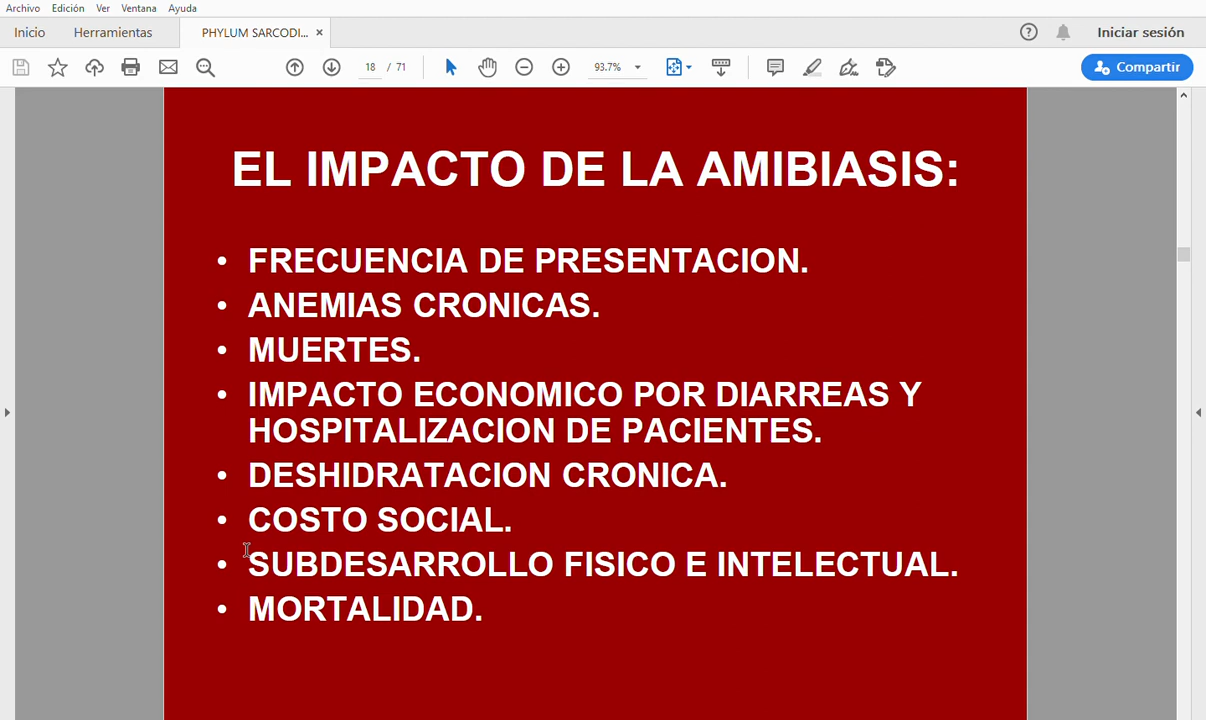 Archivo Edición Ver Ventana Ayuda
Inicio Herramientas PHYLUM SARCODI... × Iniciar sesión
18 / 71 93.7% Compartir
EL IMPACTO DE LA AMIBIASIS:
• FRECUENCIA DE PRESENTACION.
• ANEMIAS CRONICAS.
• MUERTES.
• IMPACTO ECONOMICO POR DIARREAS Y
HOSPITALIZACION DE PACIENTES.
• DESHIDRATACION CRONICA.
• COSTO SOCIAL.
• SUBDESARROLLO FISICO E INTELECTUAL.
• MORTALIDAD.